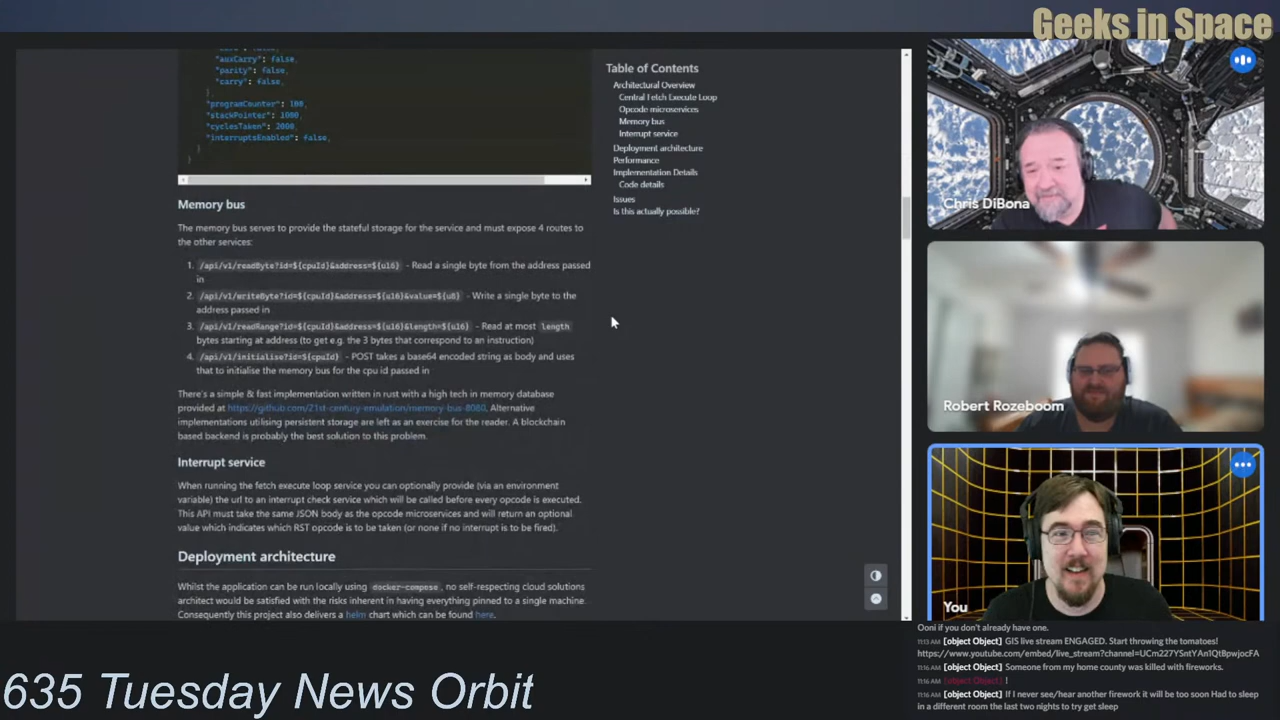 Geeks in Space
"auxCarry": false,
"parity": false,
"carry": false,
},
"programCounter": 100,
"stackPointer": 1000,
"cyclesTaken": 2000,
"interruptsEnabled": false,
}
}
Memory bus
The memory bus serves to provide the stateful storage for the service and must expose 4 routes to
the other services:
1. /api/v1/readByte?id=${cpuId}&address=${u16} - Read a single byte from the address passed
in
2. /api/v1/writeByte?id=${cpuId}&address=${u16}&value=${u8} - Write a single byte to the
address passed in
3. /api/v1/readRange?id=${cpuId}&address=${u16}&length=${u16} - Read at most length
bytes starting at address (to get e.g. the 3 bytes that correspond to an instruction)
4. /api/v1/initialise?id=${cpuId} - POST takes a base64 encoded string as body and uses
that to initialise the memory bus for the cpu id passed in
There's a simple & fast implementation written in rust with a high tech in memory database
provided at https://github.com/21st-century-emulation/memory-bus-8080, Alternative
implementations utilising persistent storage are left as an exercise for the reader. A blockchain
based backend is probably the best solution to this problem.
Interrupt service
When running the fetch execute loop service you can optionally provide (via an environment
variable) the url to an interrupt check service which will be called before every opcode is executed.
This API must take the same JSON body as the opcode microservices and will return an optional
value which indicates which RST opcode is to be taken (or none if no interrupt is to be fired).
Deployment architecture
Whilst the application can be run locally using docker-compose, no self-respecting cloud solutions
architect would be satisfied with the risks inherent in having everything pinned to a single machine.
Consequently this project also delivers a helm chart which can be found here.
Table of Contents
Architectural Overview
Central Fetch Execute Loop
Opcode microservices
Memory bus
Interrupt service
Deployment architecture
Performance
Implementation Details
Code details
Issues
Is this actually possible?
Chris DiBona
Robert Rozeboom
You
Ooni if you don't already have one.
11:13 AM [object Object] GIS live stream ENGAGED. Start throwing the tomatoes!
https://www.youtube.com/embed/live_stream?channel=UCm227YSntYAn1QtBpwjocFA
11:16 AM [object Object] Someone from my home county was killed with fireworks.
11:16 AM [object Object] !
11:16 AM [object Object] If I never see/hear another firework it will be too soon Had to sleep
in a different room the last two nights to try get sleep
635 Tuesday News Orbit